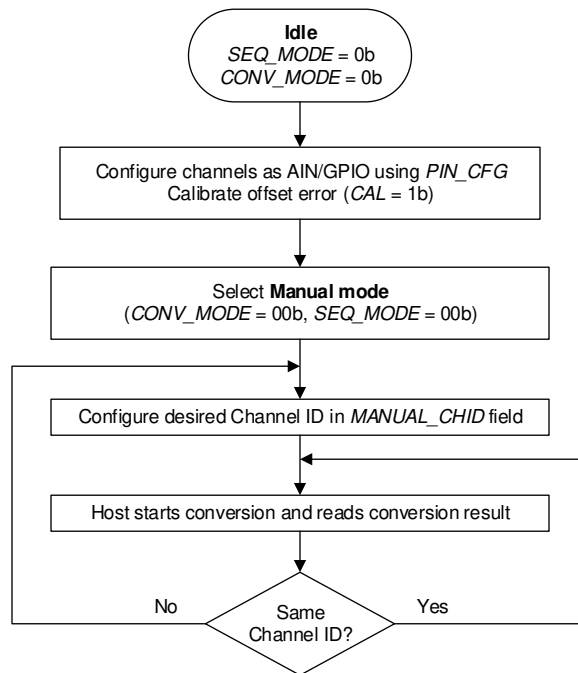 Idle
SEQ_MODE = 0b
CONV_MODE = 0b
Configure channels as AIN/GPIO using PIN_CFG
Calibrate offset error (CAL = 1b)
Select Manual mode
(CONV_MODE = 00b, SEQ_MODE = 00b)
Configure desired Channel ID in MANUAL_CHID field
Host starts conversion and reads conversion result
No
Yes
Same
Channel ID?